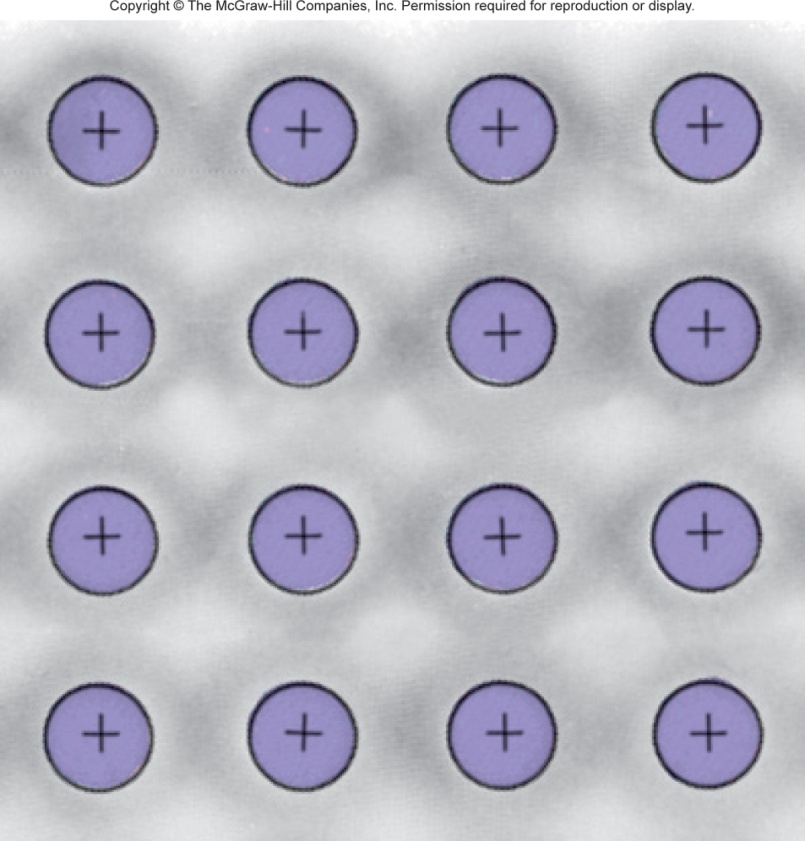 Copyright © The McGraw-Hill Companies, Inc. Permission required for reproduction or display.
+ + + +
+ + + +
+ + + +
+ + + +